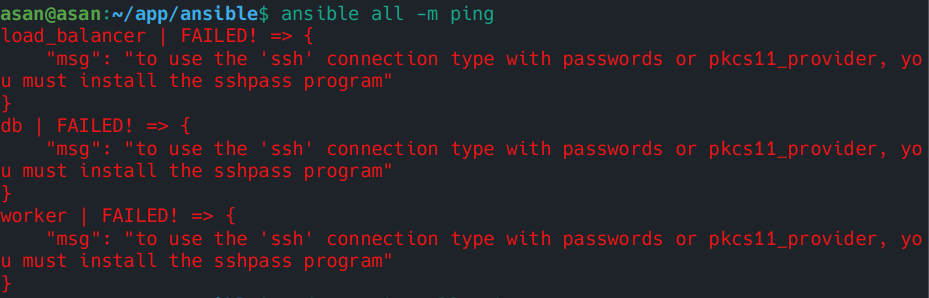 asan@asan:~/app/ansible$ ansible all -m ping
load_balancer | FAILED! => {
    "msg": "to use the 'ssh' connection type with passwords or pkcs11_provider, yo
u must install the sshpass program"
}
db | FAILED! => {
    "msg": "to use the 'ssh' connection type with passwords or pkcs11_provider, yo
u must install the sshpass program"
}
worker | FAILED! => {
    "msg": "to use the 'ssh' connection type with passwords or pkcs11_provider, yo
u must install the sshpass program"
}